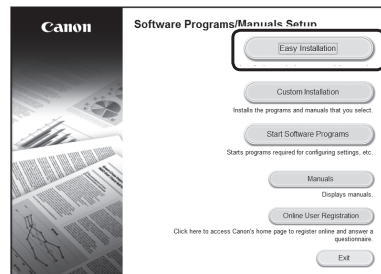 Canon
Software Programs/Manuals Setup
Easy Installation
Custom Installation
Installs the programs and manuals that you select.
Start Software Programs
Starts programs required for configuring settings, etc.
Manuals
Displays manuals.
Online User Registration
Click here to access Canon's home page to register online and answer a
questionnaire.
Exit